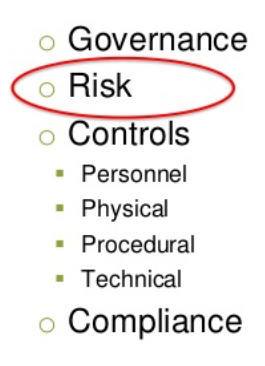 Governance
Risk
Controls
Personnel
Physical
Procedural
Technical
Compliance